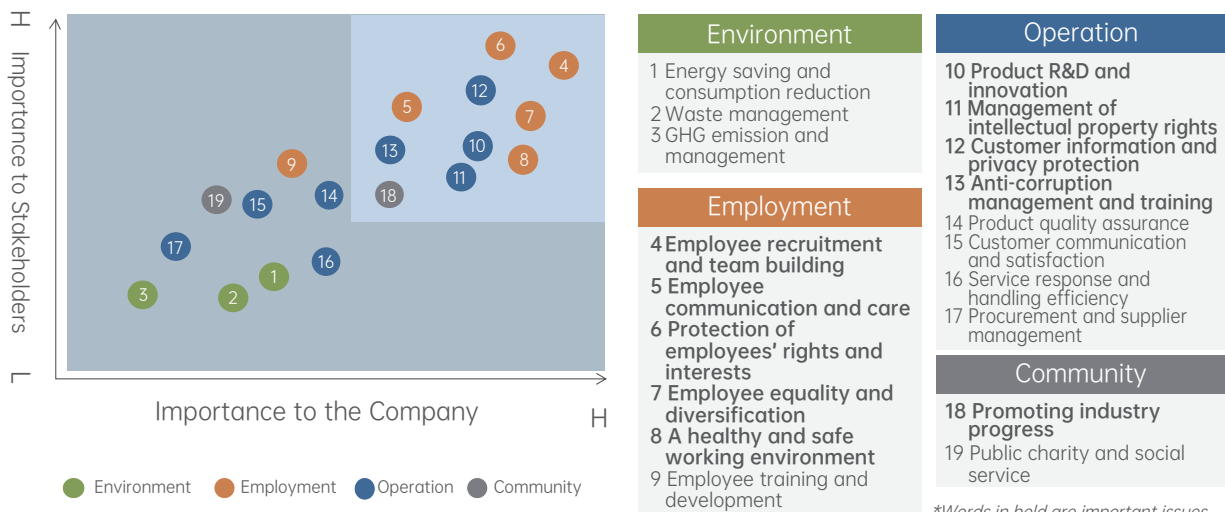 H
Importance to Stakeholders
L
6
4
12
5
7
13
10
8
9
11
19
15
14
18
17
16
1
3
2
Importance to the Company
H
Environment
Employment
Operation
Community
Environment
1 Energy saving and
consumption reduction
2 Waste management
3 GHG emission and
management
Employment
4 Employee recruitment
and team building
5 Employee
communication and care
6 Protection of
employees' rights and
interests
7 Employee equality and
diversification
8 A healthy and safe
working environment
9 Employee training and
development
Operation
10 Product R&D and
innovation
11 Management of
intellectual property rights
12 Customer information and
privacy protection
13 Anti-corruption
management and training
14 Product quality assurance
15 Customer communication
and satisfaction
16 Service response and
handling efficiency
17 Procurement and supplier
management
Community
18 Promoting industry
progress
19 Public charity and social
service
*Words in bold are important issues